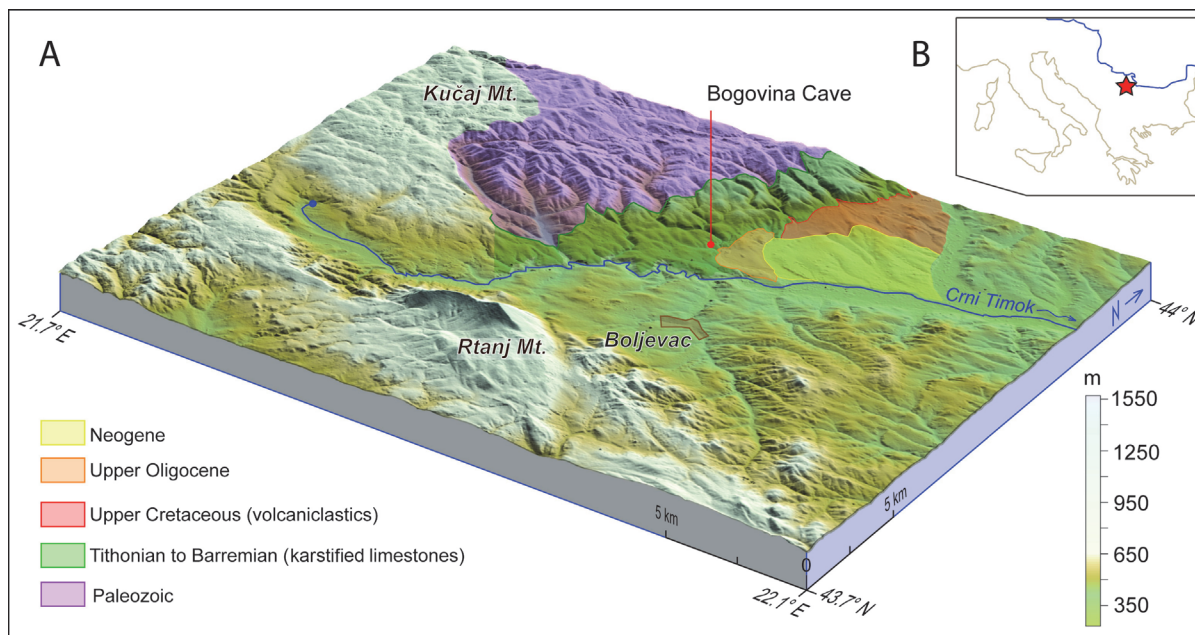 A
B
Kučaj Mt.
Bogovina Cave
Crni Timok
N
44° N
21.7° E
Rtanj Mt.
Boljevac
m
1550
1250
950
650
350
Neogene
Upper Oligocene
Upper Cretaceous (volcaniclastics)
Tithonian to Barremian (karstified limestones)
Paleozoic
5 km
5 km
0
22.1° E
43.7° N